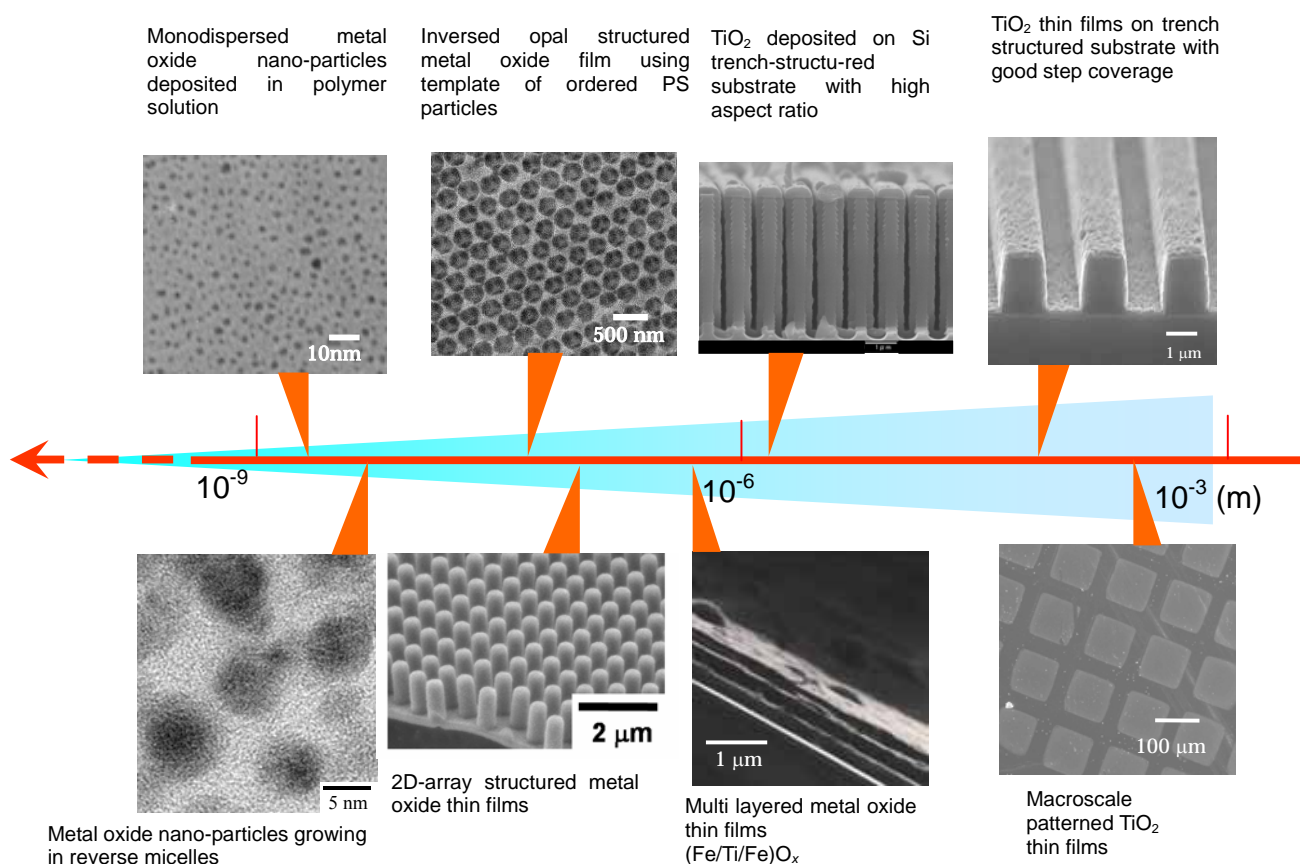 Monodispersed metal
oxide nano-particles
deposited in polymer
solution
Inversed opal structured
metal oxide film using
template of ordered PS
particles
TiO2 deposited on Si
trench-structu-red
substrate with high
aspect ratio
TiO2 thin films on trench
structured substrate with
good step coverage
10nm
500 nm
1 μm
1 μm
10-9
10-6
10-3 (m)
5 nm
2 μm
1 μm
100 μm
Metal oxide nano-particles growing
in reverse micelles
2D-array structured metal
oxide thin films
Multi layered metal oxide
thin films
(Fe/Ti/Fe)Ox
Macroscale
patterned TiO2
thin films